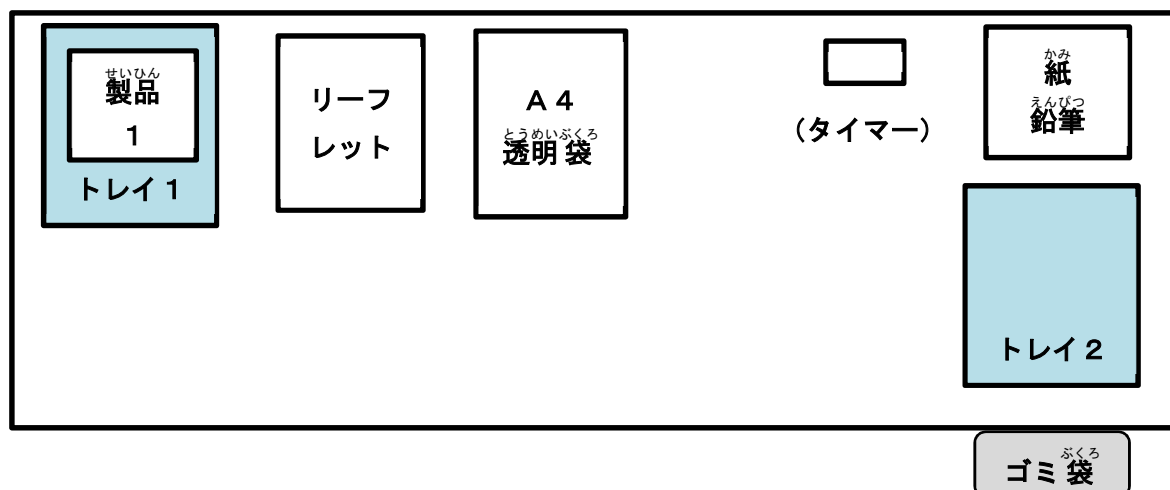 せいひん
製品
1
トレイ1
リーフ
レット
A4
とうめいぶくろ
透明袋
(タイマー)
かみ
紙
えんぴつ
鉛筆
トレイ2
ぶくろ
ゴミ袋